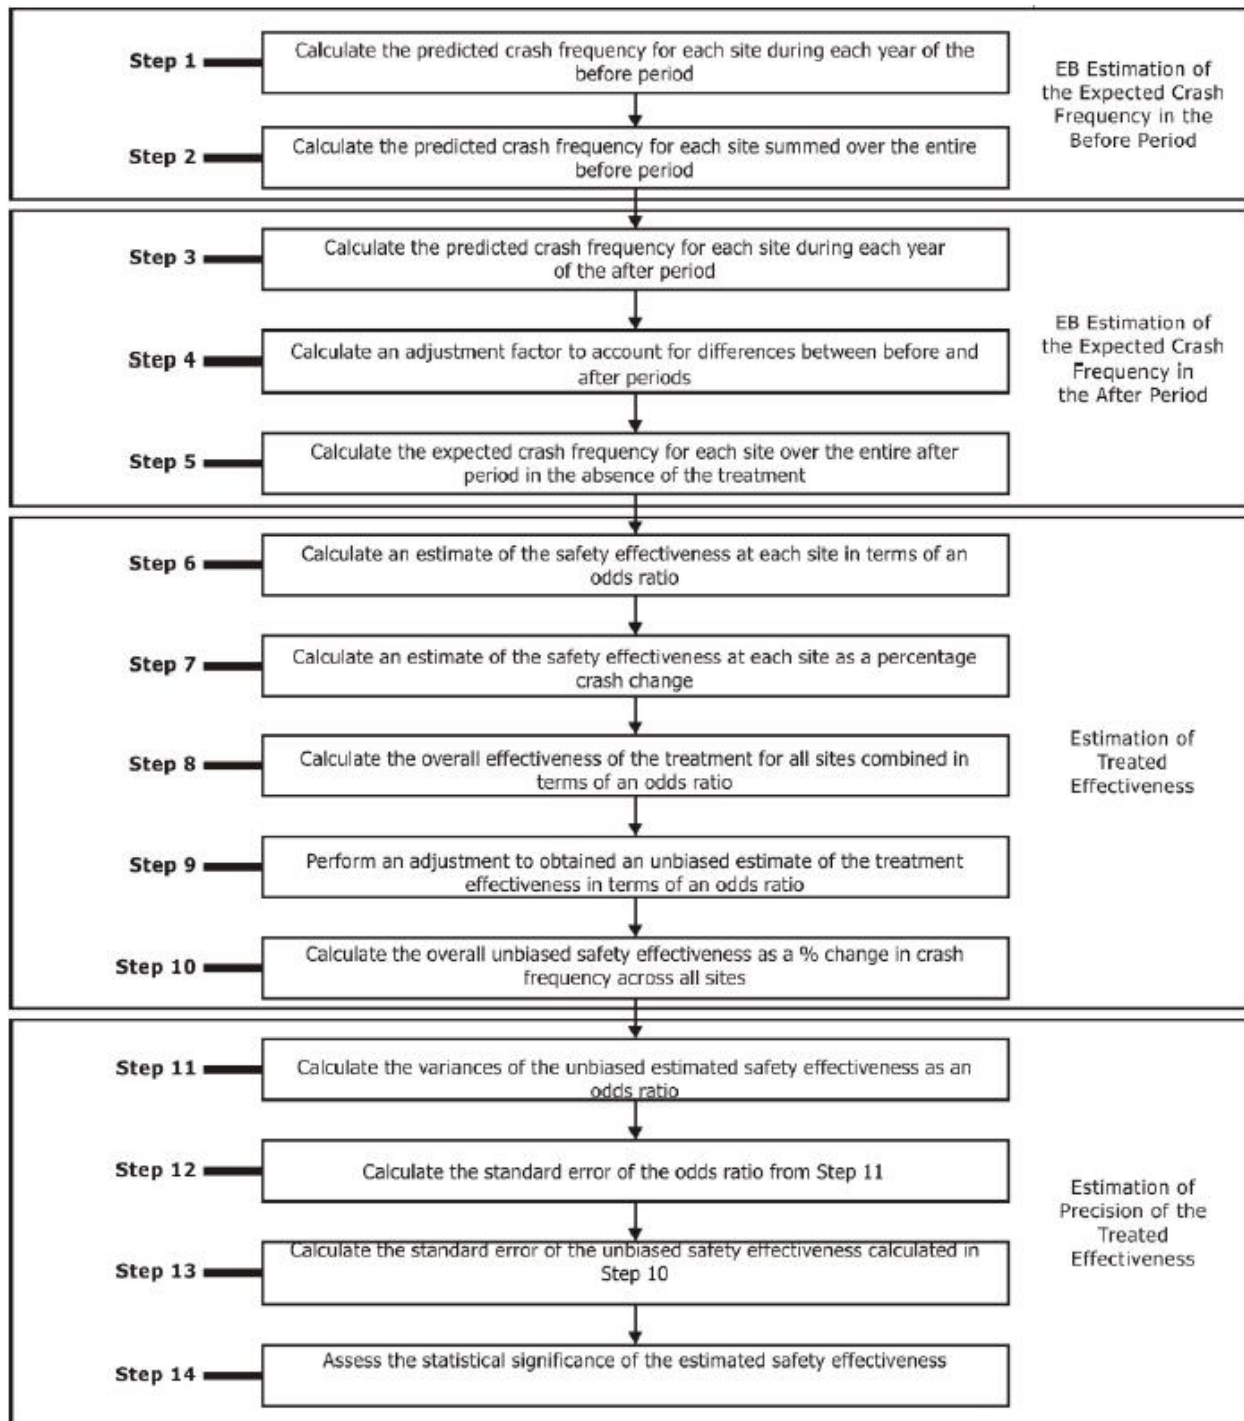 Step 1
Calculate the predicted crash frequency for each site during each year of the
before period
Step 2
Calculate the predicted crash frequency for each site summed over the entire
before period
EB Estimation of
the Expected Crash
Frequency in the
Before Period
Step 3
Calculate the predicted crash frequency for each site during each year
of the after period
Step 4
Calculate an adjustment factor to account for differences between before and
after periods
Step 5
Calculate the expected crash frequency for each site over the entire after
period in the absence of the treatment
EB Estimation of
the Expected Crash
Frequency in
the After Period
Step 6
Calculate an estimate of the safety effectiveness at each site in terms of an
odds ratio
Step 7
Calculate an estimate of the safety effectiveness at each site as a percentage
crash change
Step 8
Calculate the overall effectiveness of the treatment for all sites combined in
terms of an odds ratio
Step 9
Perform an adjustment to obtained an unbiased estimate of the treatment
effectiveness in terms of an odds ratio
Step 10
Calculate the overall unbiased safety effectiveness as a % change in crash
frequency across all sites
Estimation of
Treated
Effectiveness
Step 11
Calculate the variances of the unbiased estimated safety effectiveness as an
odds ratio
Step 12
Calculate the standard error of the odds ratio from Step 11
Step 13
Calculate the standard error of the unbiased safety effectiveness calculated in
Step 10
Step 14
Assess the statistical significance of the estimated safety effectiveness
Estimation of
Precision of the
Treated
Effectiveness